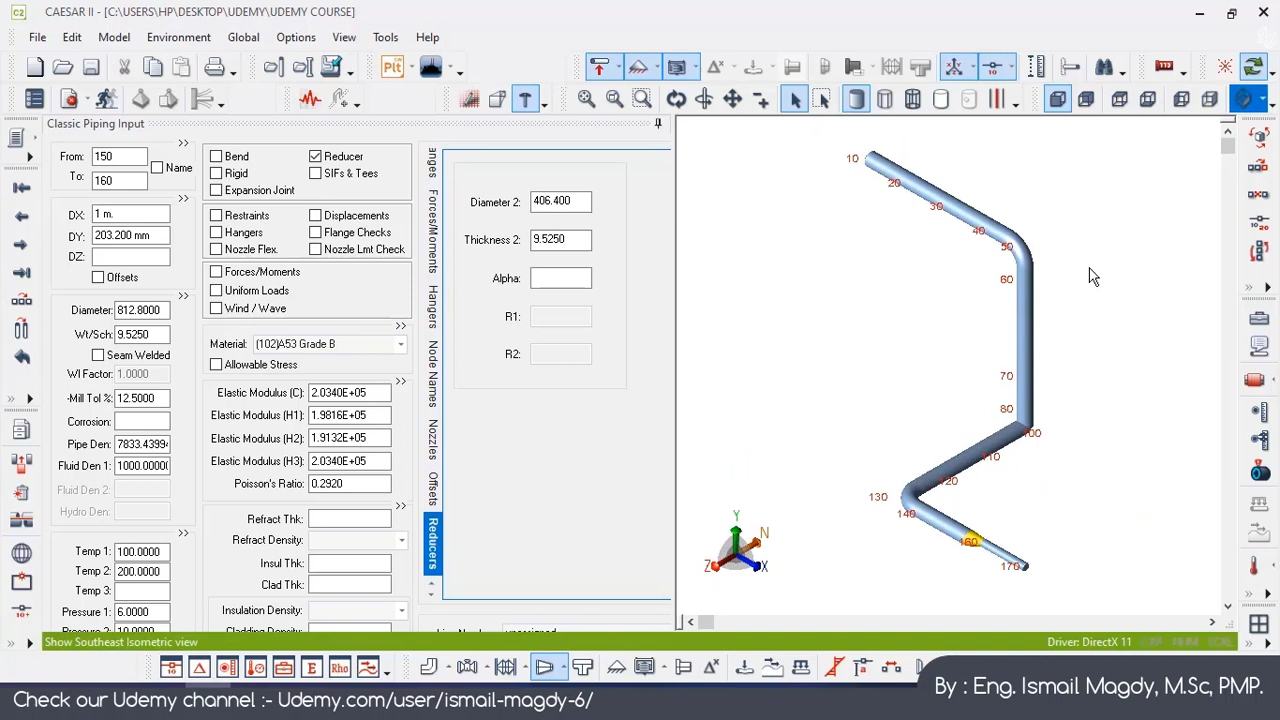 C2 CAESAR II - [C:\USERS\HP\DESKTOP\UDEMY\UDEMY COURSE]
File Edit Model Environment Global Options View Tools Help
Plt
Classic Piping Input
From: 150
To: 160
Name
DX: 1 m.
DY: 203.200 mm
DZ:
Offsets
Diameter: 812.8000
Wt/Sch: 9.5250
Seam Welded
WI Factor: 1.0000
-Mill Tol %: 12.5000
Corrosion:
Pipe Den: 7833.4399
Fluid Den 1: 1000.00000
Fluid Den 2:
Hydro Den:
Temp 1: 100.0000
Temp 2: 200.0000
Temp 3:
Pressure 1: 6.0000
Pressure 2: 10.0000
Bend Reducer
Rigid SIFs & Tees
Expansion Joint
Restraints Displacements
Hangers Flange Checks
Nozzle Flex. Nozzle Lmt Check
Forces/Moments
Uniform Loads
Wind / Wave
Material: (102)A53 Grade B
Allowable Stress
Elastic Modulus (C): 2.0340E+05
Elastic Modulus (H1): 1.9816E+05
Elastic Modulus (H2): 1.9132E+05
Elastic Modulus (H3): 2.0340E+05
Poisson's Ratio: 0.2920
Refract Thk:
Refract Density:
Insul Thk:
Clad Thk:
Insulation Density:
anges
Forces/Moments
Hangers
Node Names
Nozzles
Offsets
Reducers
Diameter 2: 406.400
Thickness 2: 9.5250
Alpha:
R1:
R2:
10
20
30
40
50
60
70
80
100
110
120
130
140
160
170
Y
N
Z
X
Show Southeast Isometric view
Driver: DirectX 11
E Rho
Check our Udemy channel :- Udemy.com/user/ismail-magdy-6/
By : Eng. Ismail Magdy, M.Sc, PMP.